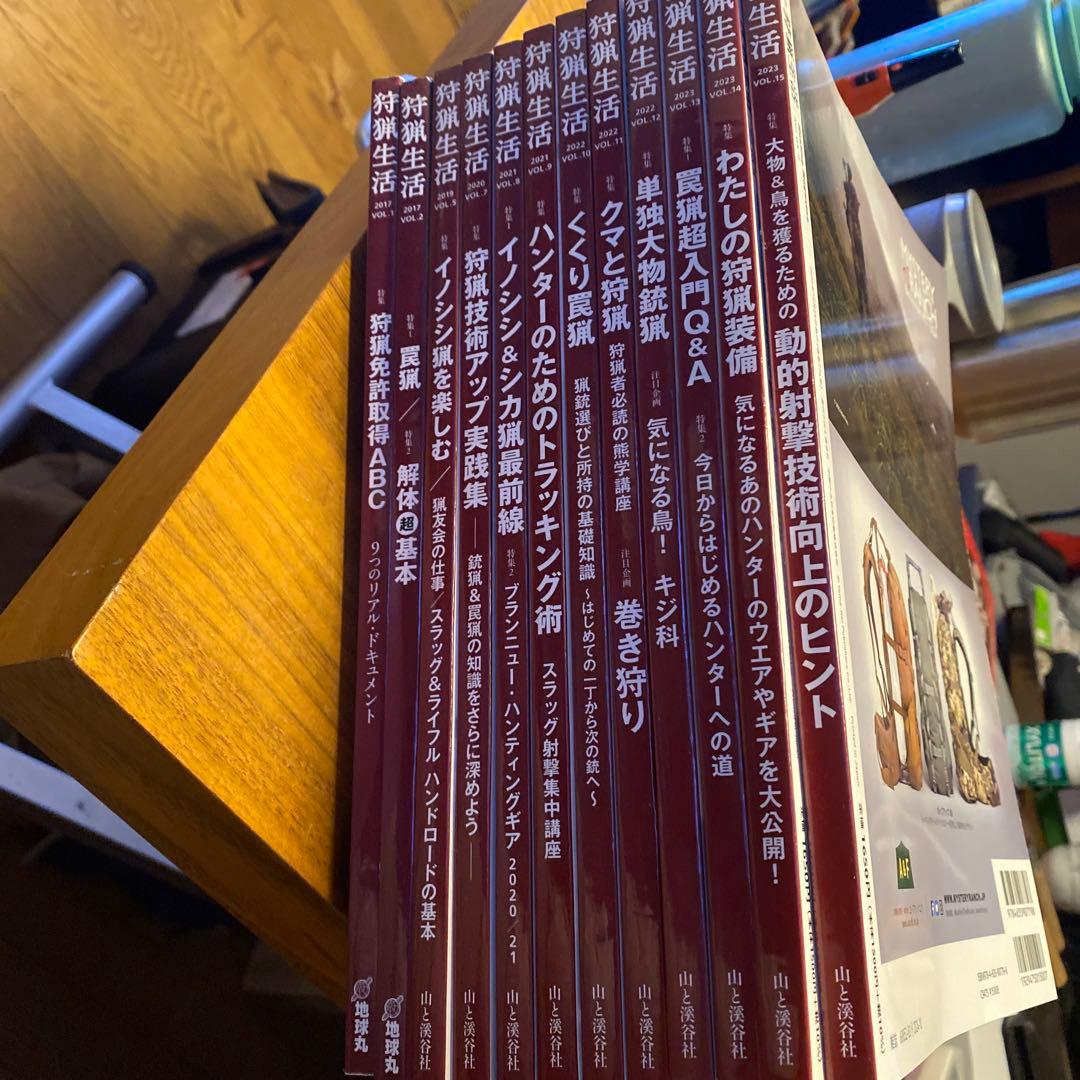 狩猟生活 2017 VOL.1 特集 狩猟免許取得ABC 9つのリアル・ドキュメント 地球丸
狩猟生活 2017 VOL.2 特集1 罠猟 / 特集2 解体超基本 地球丸
狩猟生活 2019 VOL.5 特集 イノシシ猟を楽しむ / 猟友会の仕事 / スラッグ&ライフル ハンドロードの基本 山と溪谷社
狩猟生活 2020 VOL.7 特集 狩猟技術アップ実践集 ―銃猟&罠猟の知識をさらに深めよう― 山と溪谷社
狩猟生活 2021 VOL.8 特集1 イノシシ&シカ猟最前線 特集2 ブランニュー・ハンティングギア 2020/21 山と溪谷社
狩猟生活 2021 VOL.9 特集 ハンターのためのトラッキング術 スラッグ射撃集中講座 山と溪谷社
狩猟生活 2022 VOL.10 特集 くくり罠猟 猟銃選びと所持の基礎知識 ~はじめての一丁から次の銃へ~ 山と溪谷社
狩猟生活 2022 VOL.11 特集 クマと狩猟 狩猟者必読の熊学講座 注目企画 巻き狩り 山と溪谷社
狩猟生活 2022 VOL.12 特集 単独大物銃猟 注目企画 気になる鳥! キジ科 山と溪谷社
猟生活 2023 VOL.13 特集1 罠猟超入門Q&A 特集2 今日からはじめるハンターへの道 山と溪谷社
猟生活 2023 VOL.14 特集 わたしの狩猟装備 気になるあのハンターのウエアやギアを大公開! 山と溪谷社
生活 2023 VOL.15 特集 大物&鳥を獲るための 動的射撃技術向上のヒント 山と溪谷社
A&F
WWW.MYSTERYRANCH.JP